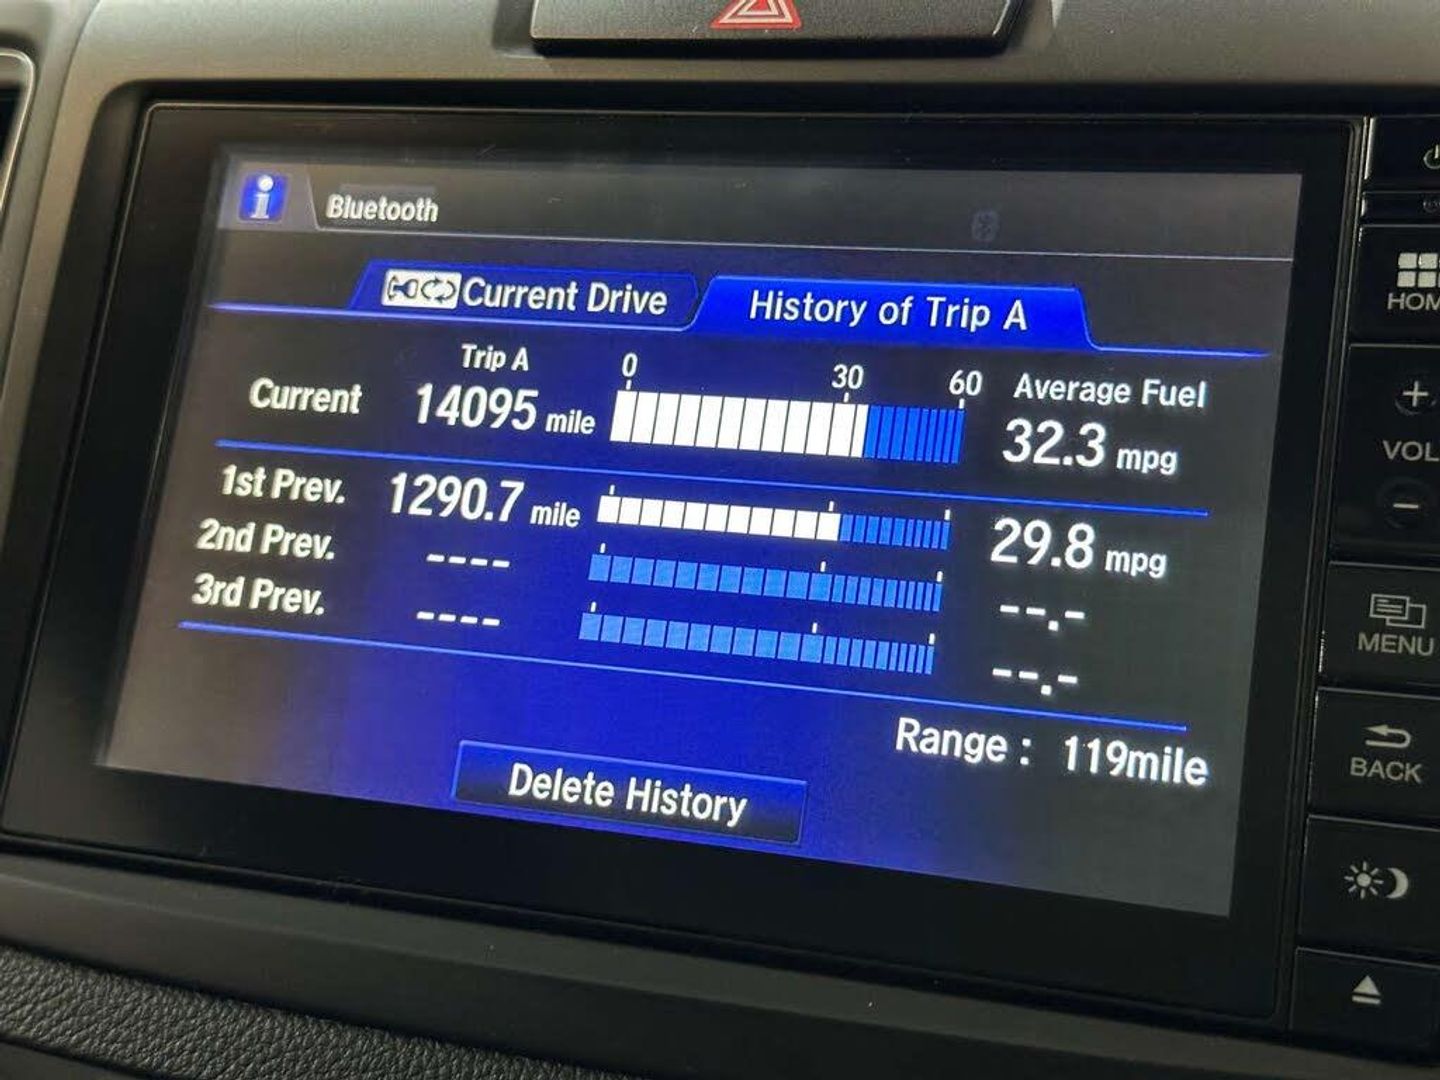 Bluetooth
Current Drive History of Trip A
Trip A 0 30 60 Average Fuel
Current 14095 mile 32.3 mpg
1st Prev. 1290.7 mile 29.8 mpg
2nd Prev. ---- --.-
3rd Prev. ---- --.-
Range : 119mile
Delete History
HOM
+
VOL
−
MENU
BACK